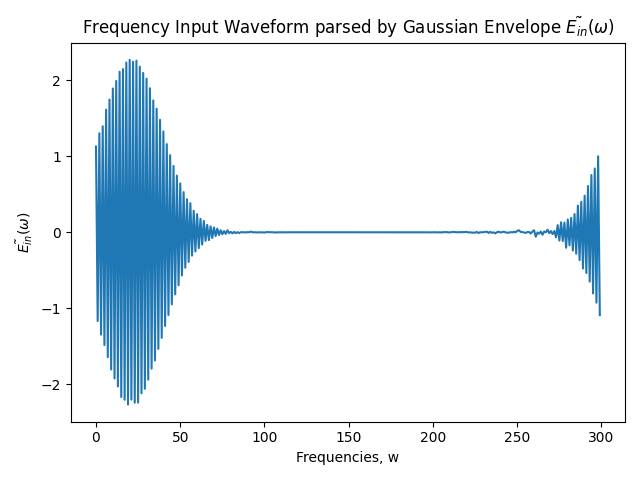 Frequency Input Waveform parsed by Gaussian Envelope $\tilde{E_{in}}(\omega)$
2
1
0
−1
−2
$\tilde{E_{in}}(\omega)$
0 50 100 150 200 250 300
Frequencies, w